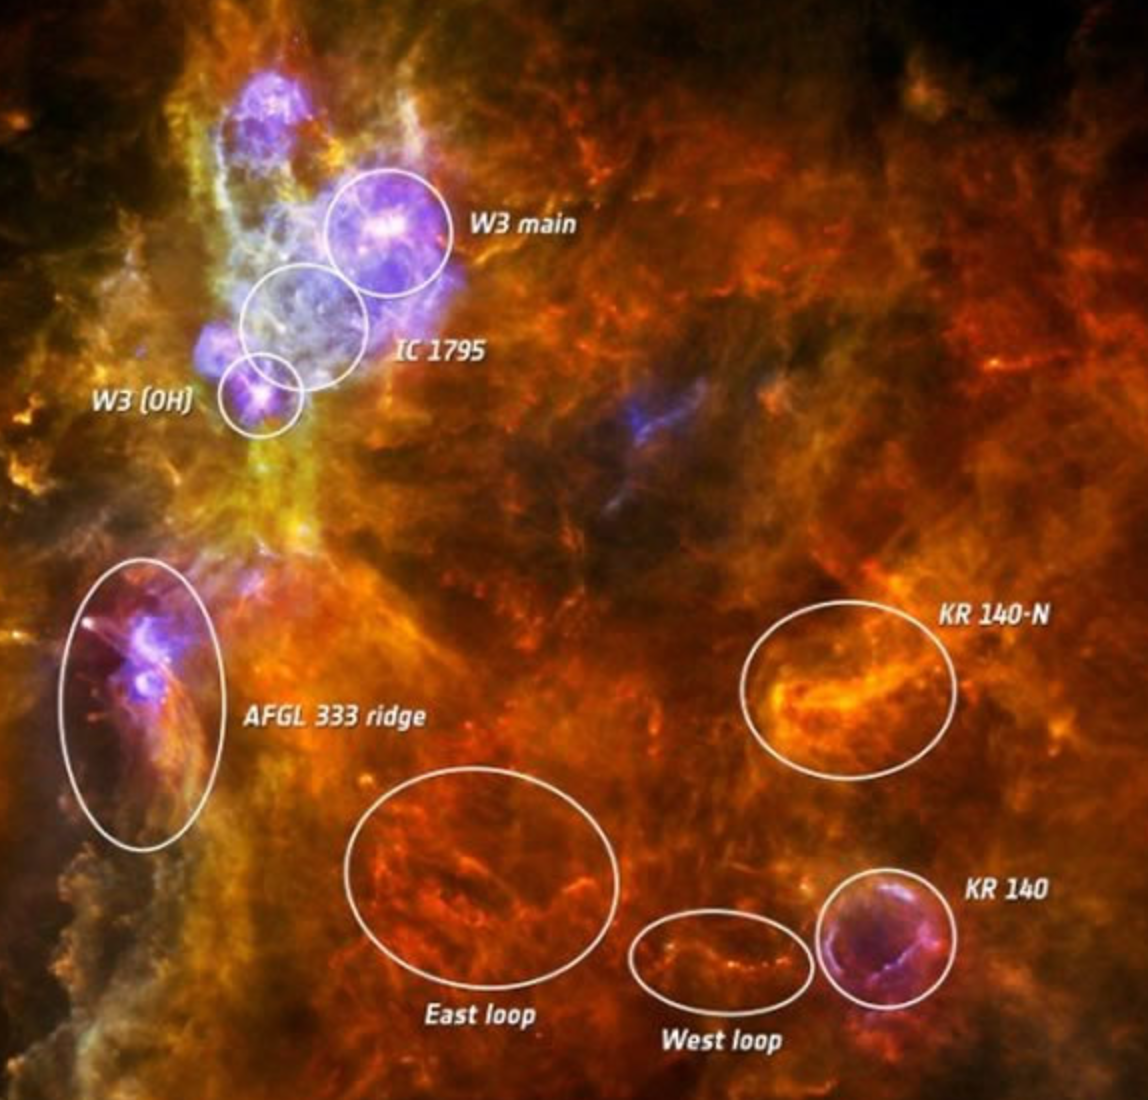 W3 main
IC 1795
W3 (OH)
KR 140-N
AFGL 333 ridge
KR 140
East loop
West loop